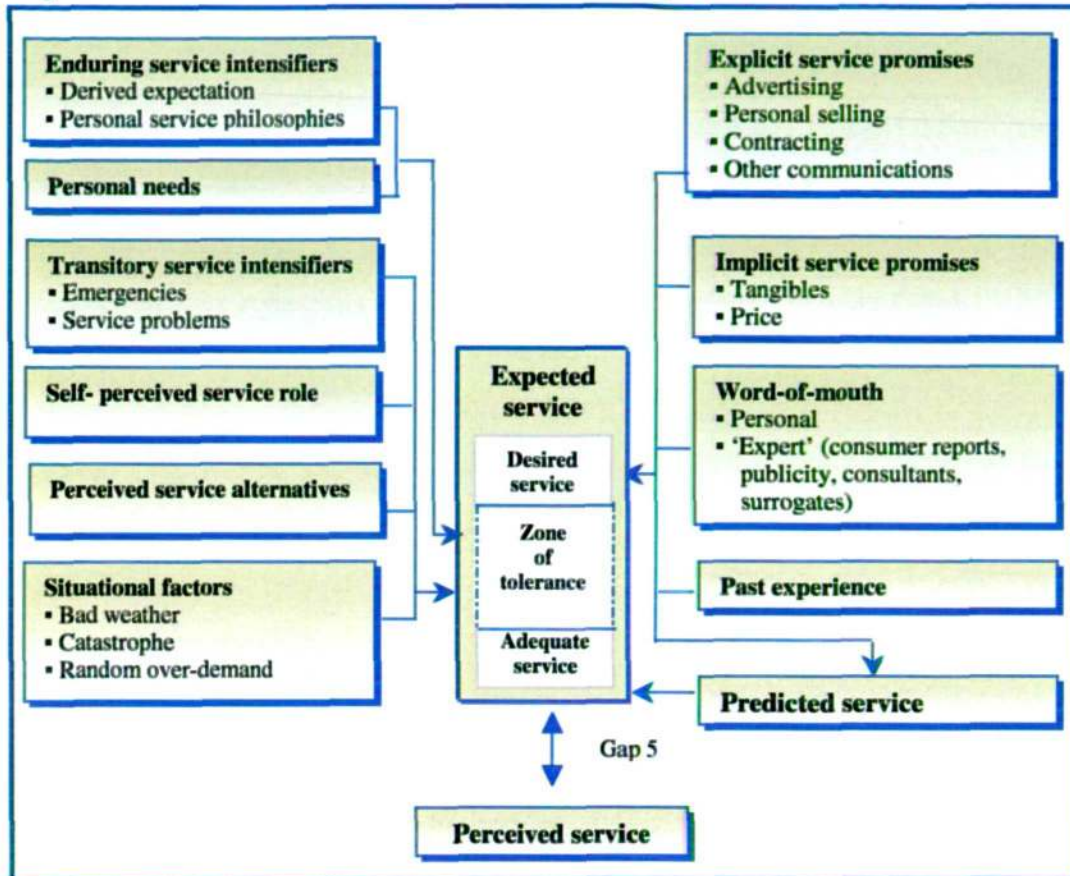 Enduring service intensifiers
▪ Derived expectation
▪ Personal service philosophies
Personal needs
Transitory service intensifiers
▪ Emergencies
▪ Service problems
Self- perceived service role
Perceived service alternatives
Situational factors
▪ Bad weather
▪ Catastrophe
▪ Random over-demand
Expected
service
Desired
service
Zone
of
tolerance
Adequate
service
Gap 5
Perceived service
Explicit service promises
▪ Advertising
▪ Personal selling
▪ Contracting
▪ Other communications
Implicit service promises
▪ Tangibles
▪ Price
Word-of-mouth
▪ Personal
▪ ‘Expert’ (consumer reports,
publicity, consultants,
surrogates)
Past experience
Predicted service